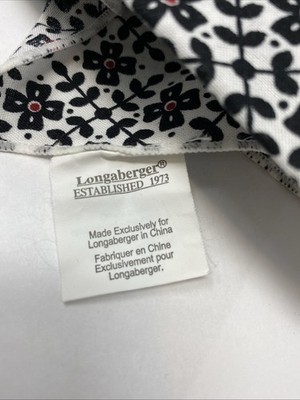 Longaberger®
ESTABLISHED 1973
Made Exclusively for
Longaberger in China
Fabriquer en Chine
Exclusivement pour
Longaberger.